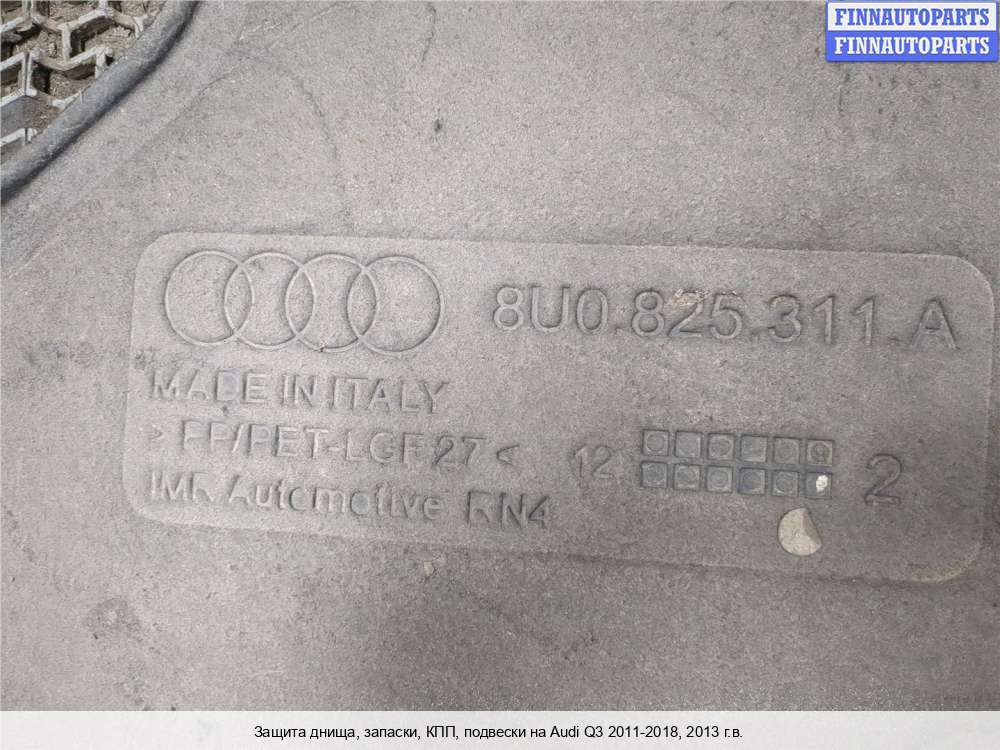 FINNAUTOPARTS
FINNAUTOPARTS
8U0.825.311.A
MADE IN ITALY
>PP/PET-LGF27< 12 2
IMR Automotive RN4
Защита днища, запаски, КПП, подвески на Audi Q3 2011-2018, 2013 г.в.